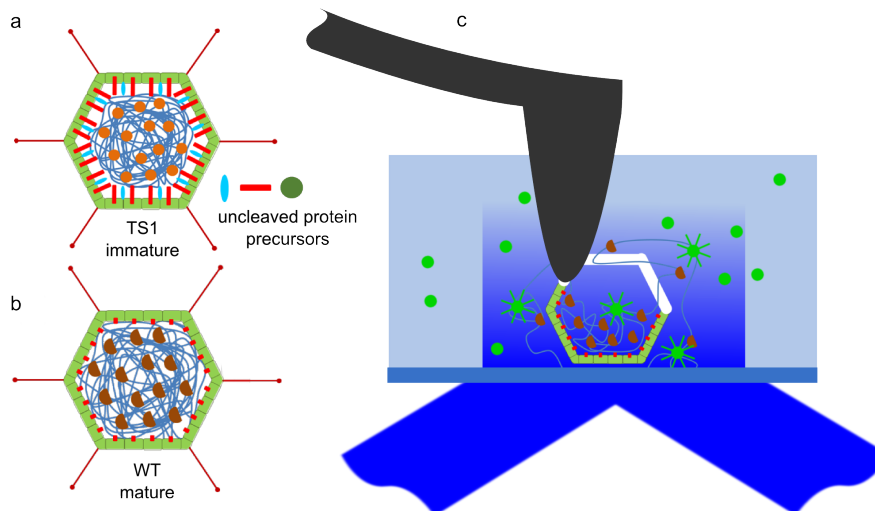 a
TS1
immature
uncleaved protein
precursors
b
WT
mature
c